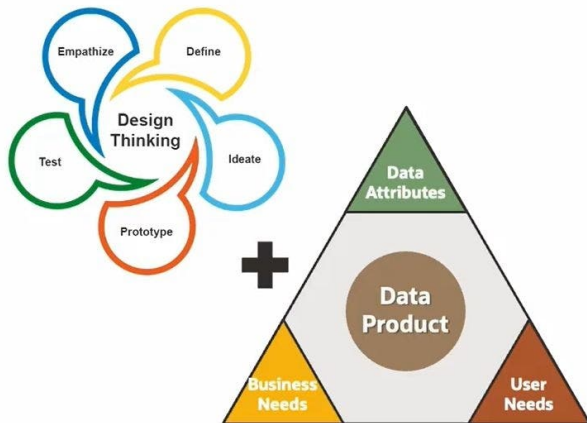 Empathize
Define
Design
Thinking
Test
Ideate
Prototype
Data
Attributes
Data
Product
Business
Needs
User
Needs